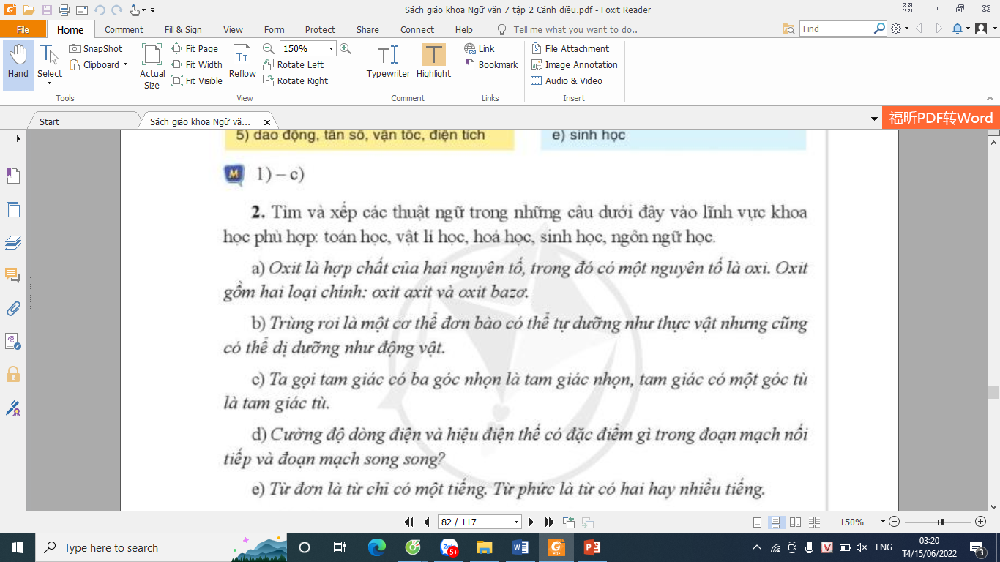 Sách giáo khoa Ngữ văn 7 tập 2 Cánh diều.pdf - Foxit Reader
File Home Comment Fill & Sign View Form Protect Share Connect Help Tell me what you want to do.. Find
Hand Select SnapShot Clipboard Actual Size Fit Page Fit Width Fit Visible Reflow 150% Rotate Left Rotate Right Typewriter Highlight Link Bookmark File Attachment Image Annotation Audio & Video
Tools View Comment Links Insert
Start Sách giáo khoa Ngữ vă... 福昕PDF转Word
5) dao động, tần số, vận tốc, điện tích e) sinh học
M 1) – c)
2. Tìm và xếp các thuật ngữ trong những câu dưới đây vào lĩnh vực khoa
học phù hợp: toán học, vật lí học, hoá học, sinh học, ngôn ngữ học.
a) Oxit là hợp chất của hai nguyên tố, trong đó có một nguyên tố là oxi. Oxit
gồm hai loại chính: oxit axit và oxit bazơ.
b) Trùng roi là một cơ thể đơn bào có thể tự dưỡng như thực vật nhưng cũng
có thể dị dưỡng như động vật.
c) Ta gọi tam giác có ba góc nhọn là tam giác nhọn, tam giác có một góc tù
là tam giác tù.
d) Cường độ dòng điện và hiệu điện thế có đặc điểm gì trong đoạn mạch nối
tiếp và đoạn mạch song song?
e) Từ đơn là từ chỉ có một tiếng. Từ phức là từ có hai hay nhiều tiếng.
82 / 117 150%
Type here to search Zalo 5+ PDF V ENG 03:20
T4/15/06/2022 3